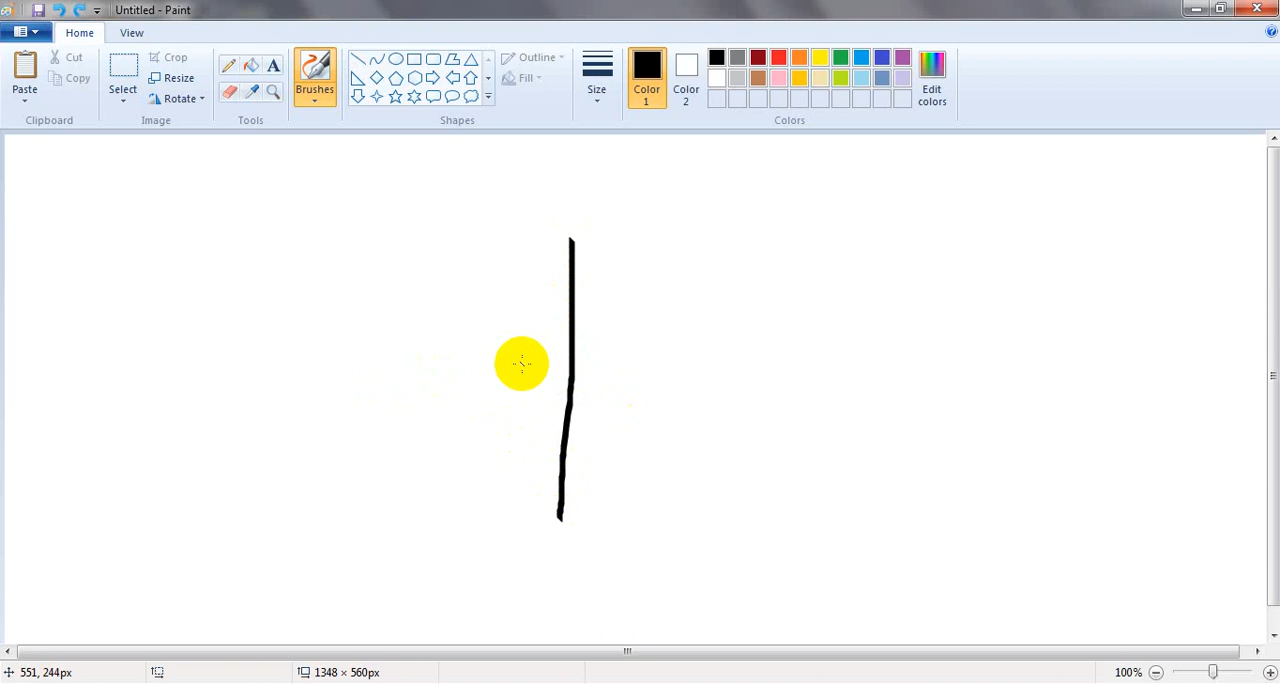 Untitled - Paint
Home View
Paste
Cut
Copy
Clipboard
Select
Crop
Resize
Rotate
Image
A
Tools
Brushes
Shapes
Outline
Fill
Size
Color 1
Color 2
Edit colors
Colors
551, 244px
1348 × 560px
100%